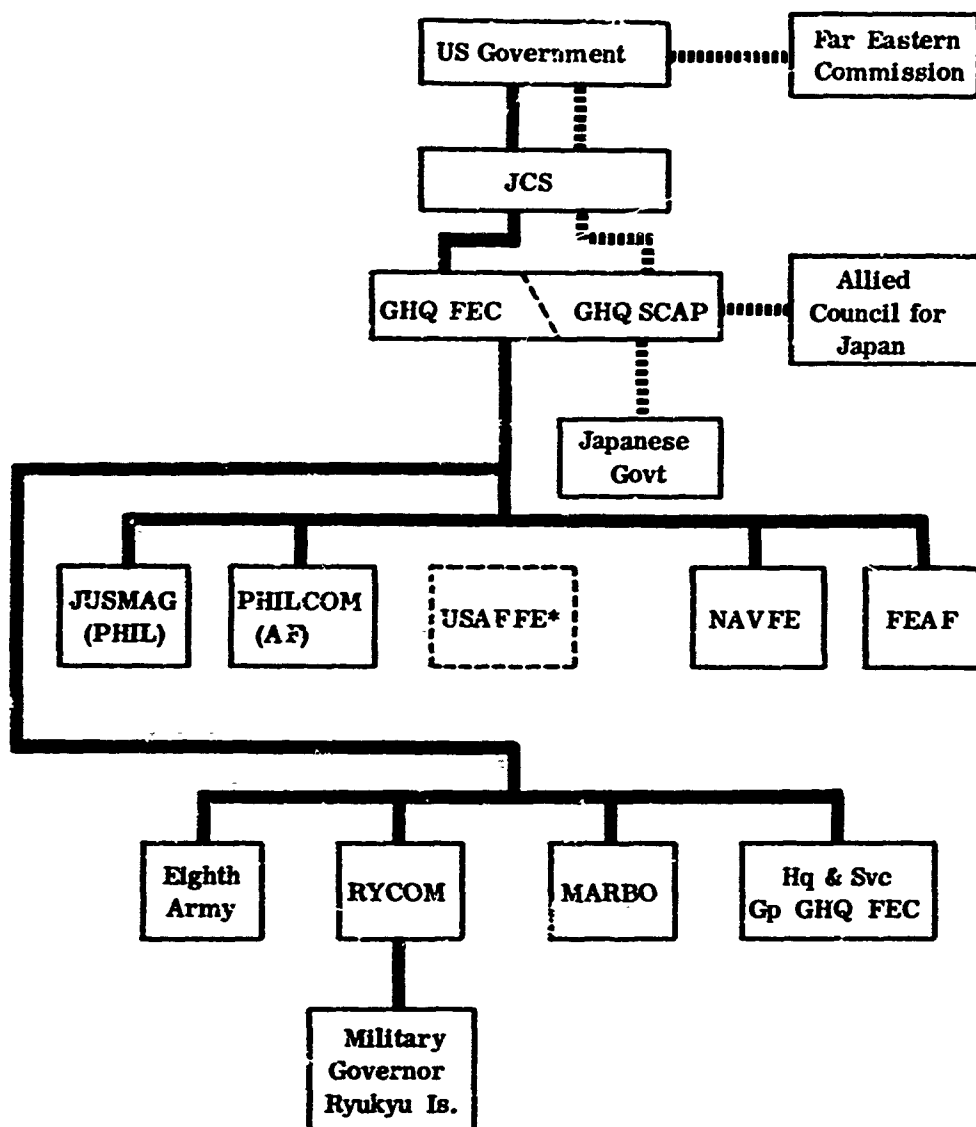 US Government
Far Eastern
Commission
JCS
GHQ FEC
GHQ SCAP
Allied
Council for
Japan
Japanese
Govt
JUSMAG
(PHIL)
PHILCOM
(AF)
USAFFE*
NAVFE
FEAF
Eighth
Army
RYCOM
MARBO
Hq & Svc
Gp GHQ FEC
Military
Governor
Ryukyu Is.